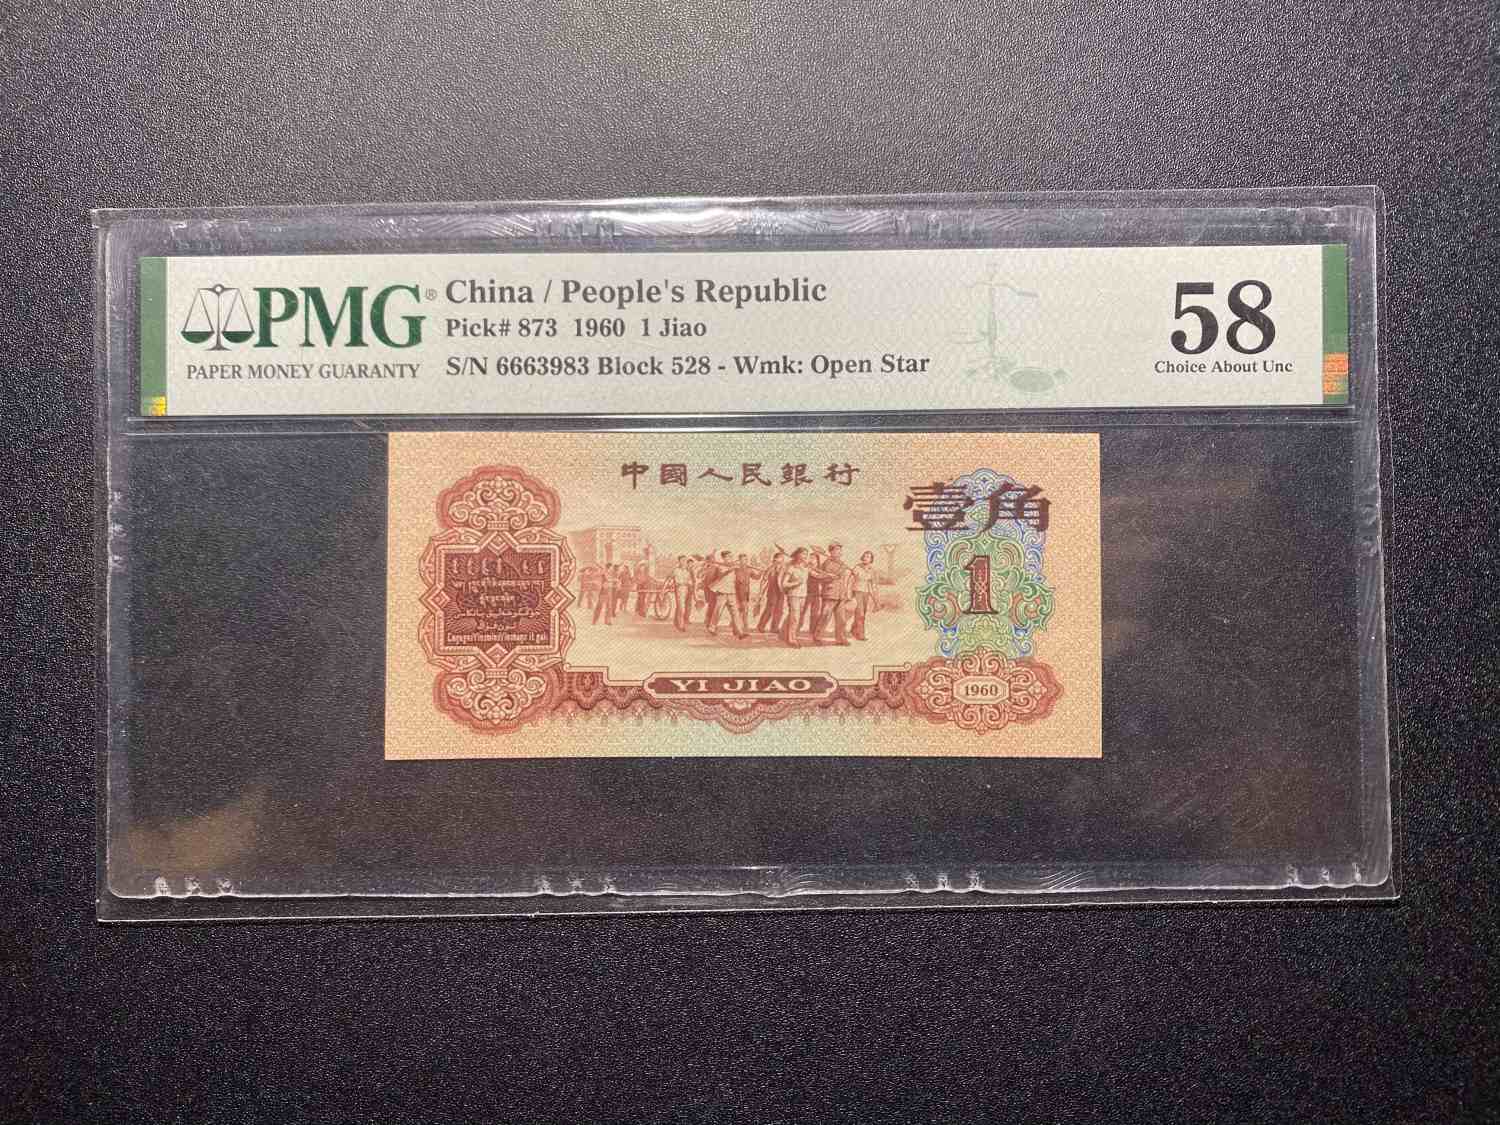 PMG®
PAPER MONEY GUARANTY
China / People's Republic
Pick# 873 1960 1 Jiao
S/N 6663983 Block 528 - Wmk: Open Star
58
Choice About Unc
中國人民銀行
壹角
1
YI JIAO
1960